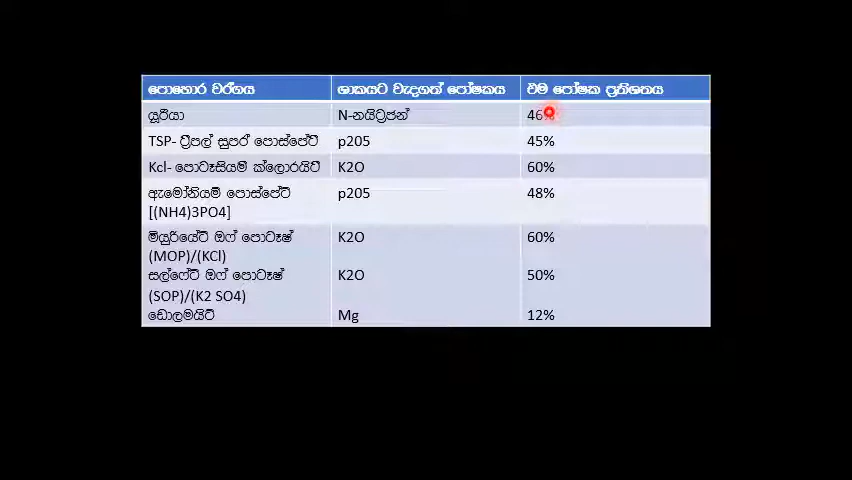 පොහොර වර්ගය ශාකයට වැදගත් පෝෂකය එම පෝෂක ප්‍රතිශතය
යූරියා N-නයිට්‍රජන් 46%
TSP- ට්‍රිපල් සුපර් පොස්පේට් p205 45%
Kcl- පොටෑසියම් ක්ලොරයිට් K2O 60%
ඇමෝනියම් පොස්පේට් p205 48%
[(NH4)3PO4]
මියුරියේට් ඔෆ් පොටෑෂ් K2O 60%
(MOP)/(KCl)
සල්ෆේට් ඔෆ් පොටෑෂ් K2O 50%
(SOP)/(K2 SO4)
ඩොලමයිට් Mg 12%